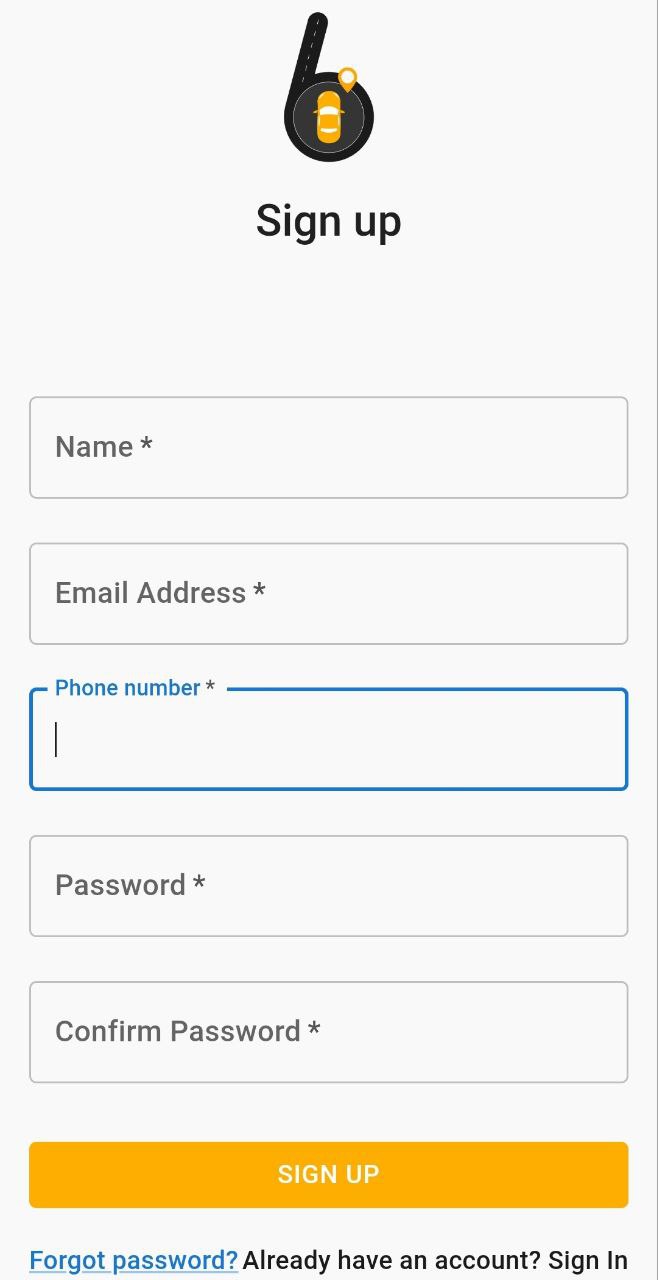 Sign up
Name *
Email Address *
Phone number *
Password *
Confirm Password *
SIGN UP
Forgot password? Already have an account? Sign In